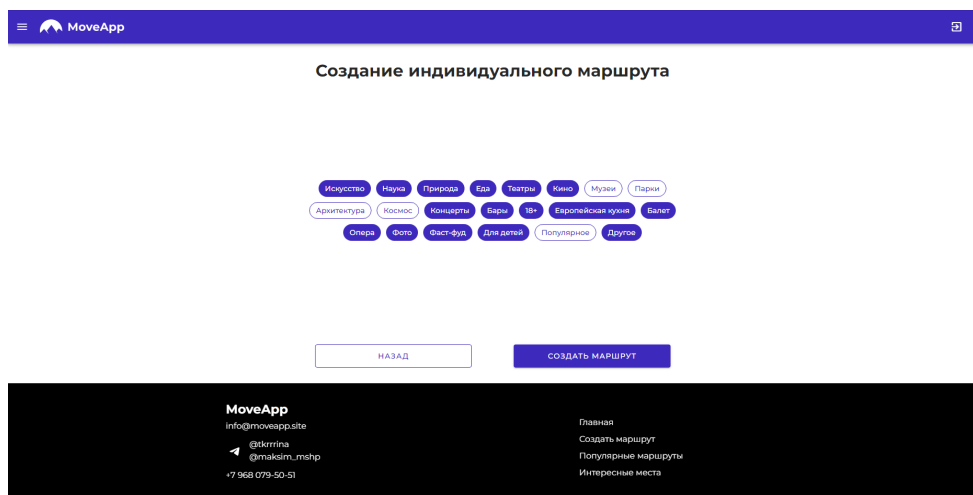 MoveApp
Создание индивидуального маршрута
Искусство Наука Природа Еда Театры Кино Музеи Парки
Архитектура Космос Концерты Бары 18+ Европейская кухня Балет
Опера Фото Фаст-фуд Для детей Популярное Другое
НАЗАД СОЗДАТЬ МАРШРУТ
MoveApp
info@moveapp.site
@tkrrrina
@maksim_mshp
+7 968 079-50-51
Главная
Создать маршрут
Популярные маршруты
Интересные места